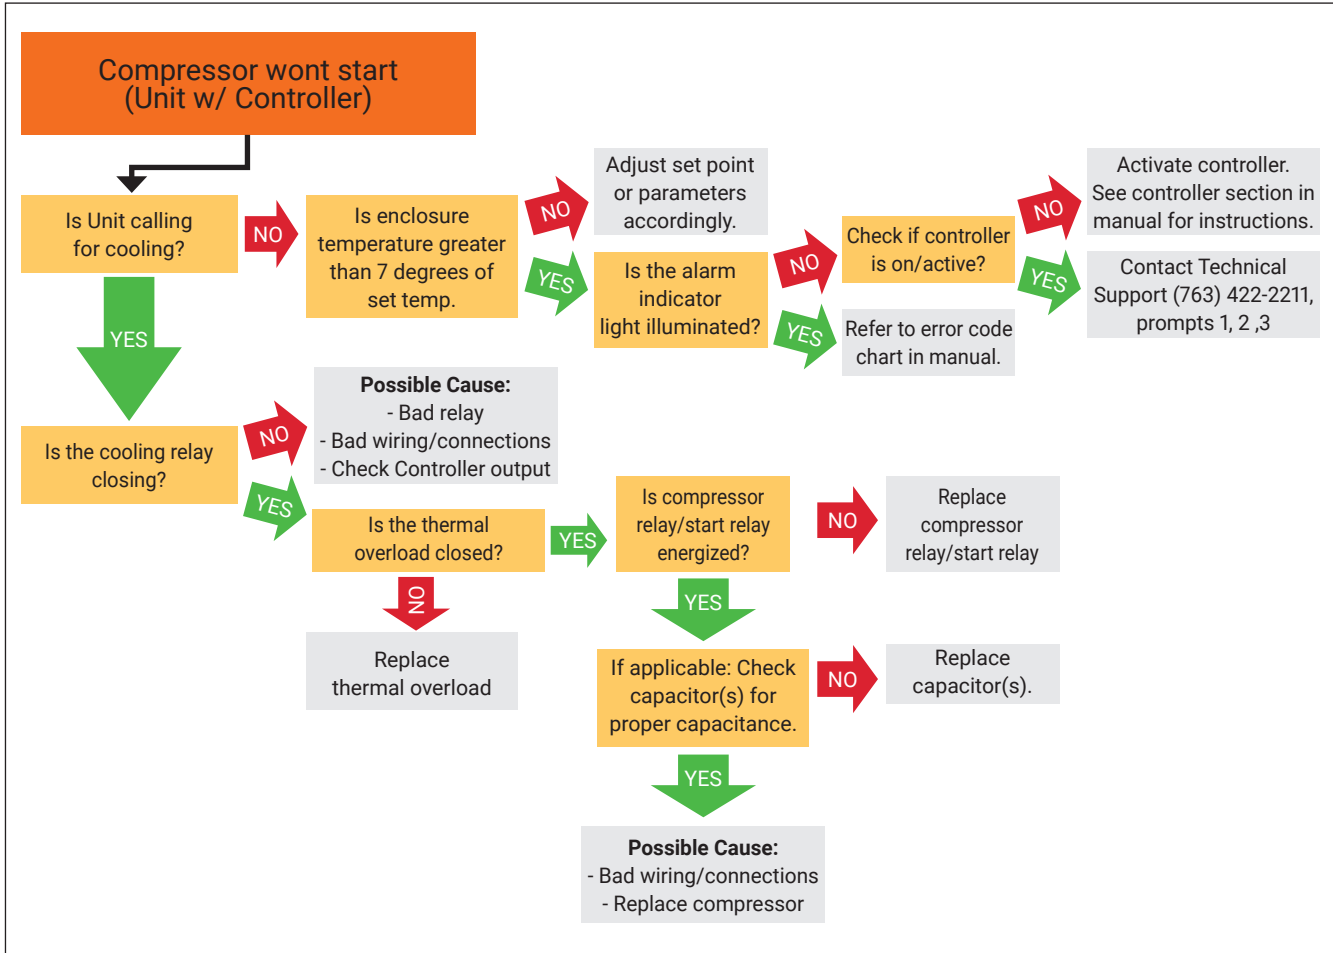 Compressor wont start
(Unit w/ Controller)
Is Unit calling
for cooling?
NO
Is enclosure
temperature greater
than 7 degrees of
set temp.
NO
Adjust set point
or parameters
accordingly.
YES
Is the alarm
indicator
light illuminated?
NO
Check if controller
is on/active?
NO
Activate controller.
See controller section in
manual for instructions.
YES
Contact Technical
Support (763) 422-2211,
prompts 1, 2 ,3
YES
Refer to error code
chart in manual.
YES
Is the cooling relay
closing?
NO
Possible Cause:
- Bad relay
- Bad wiring/connections
- Check Controller output
YES
Is the thermal
overload closed?
NO
Replace
thermal overload
YES
Is compressor
relay/start relay
energized?
NO
Replace
compressor
relay/start relay
YES
If applicable: Check
capacitor(s) for
proper capacitance.
NO
Replace
capacitor(s).
YES
Possible Cause:
- Bad wiring/connections
- Replace compressor